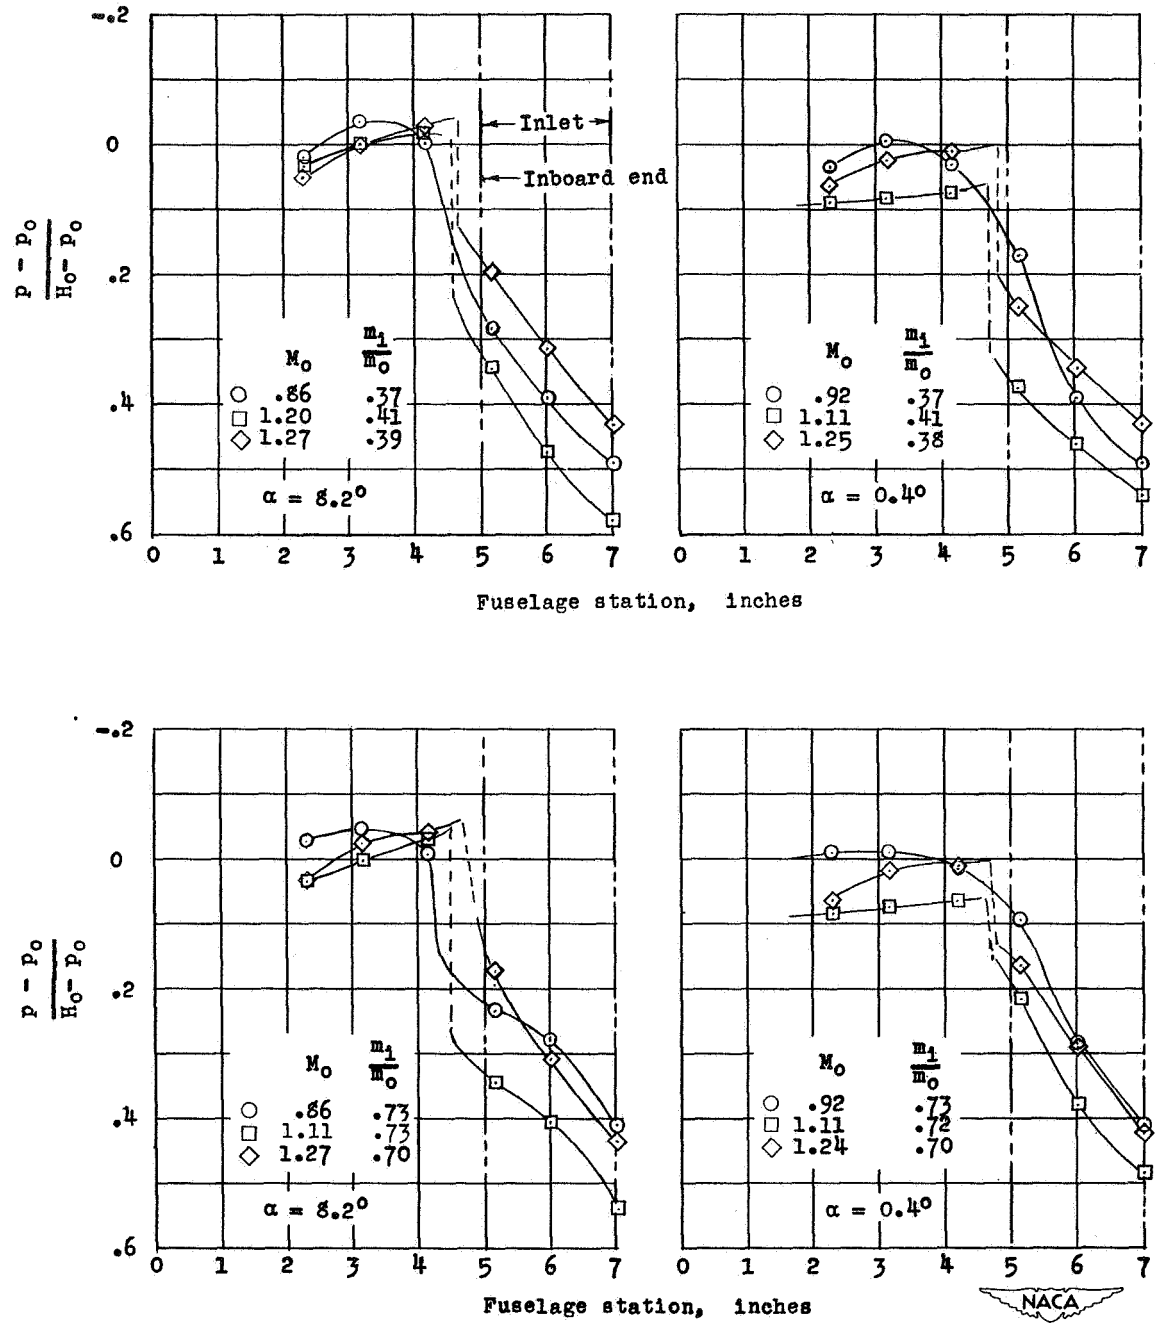 -.2
0
.2
.4
.6
p - p₀
H₀- p₀
Inlet
Inboard end
M₀ m₁/m₀
.86 .37
1.20 .41
1.27 .39
α = 8.2°
0 1 2 3 4 5 6 7
M₀ m₁/m₀
.92 .37
1.11 .41
1.25 .38
α = 0.4°
0 1 2 3 4 5 6 7
Fuselage station, inches
-.2
0
.2
.4
.6
p - p₀
H₀- p₀
M₀ m₁/m₀
.86 .73
1.11 .73
1.27 .70
α = 8.2°
0 1 2 3 4 5 6 7
M₀ m₁/m₀
.92 .73
1.11 .72
1.24 .70
α = 0.4°
0 1 2 3 4 5 6 7
Fuselage station, inches
NACA